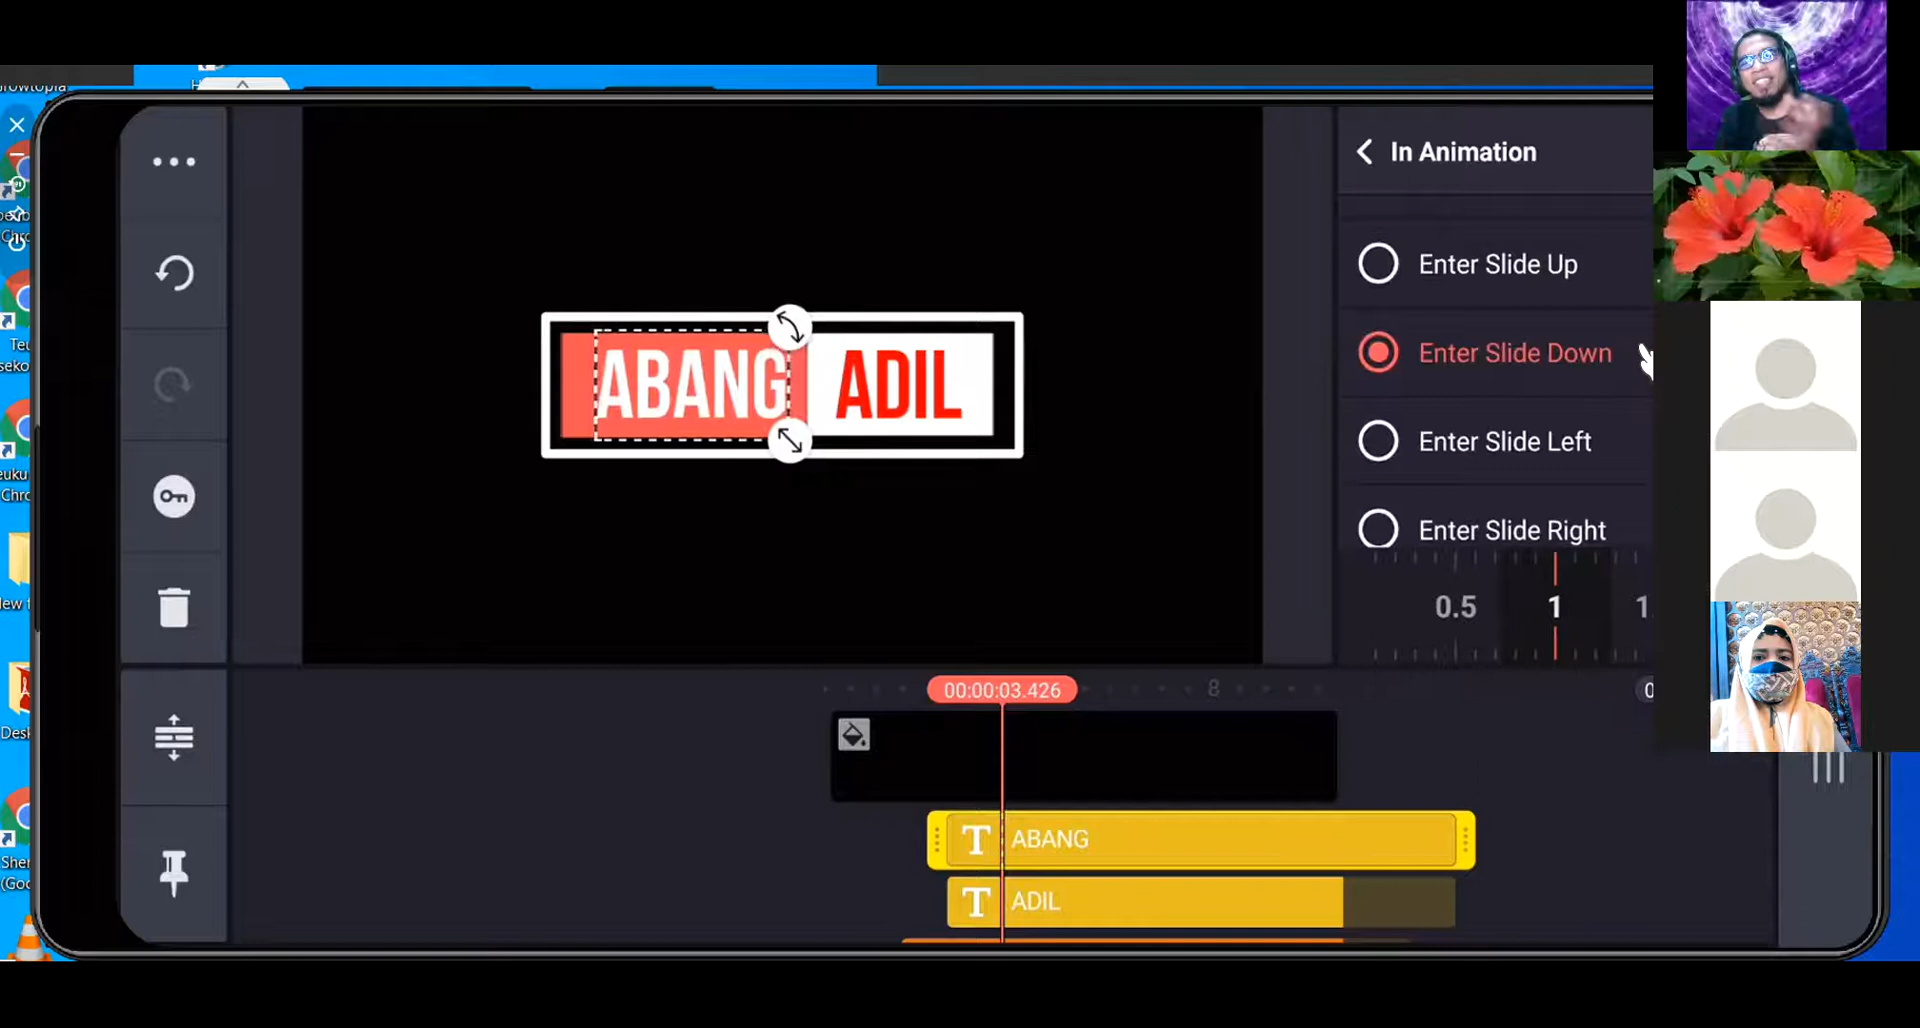 In Animation
Enter Slide Up
Enter Slide Down
Enter Slide Left
Enter Slide Right
0.5 1
ABANG ADIL
00:00:03.426
8
T ABANG
T ADIL